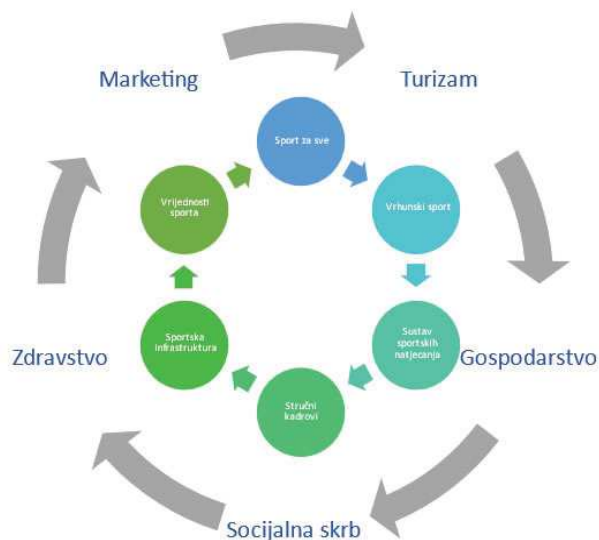 Marketing
Turizam
Sport za sve
Vrijednosti
sporta
Vrhunski sport
Zdravstvo
Sportska
infrastruktura
Sustav
sportskih
natjecanja
Gospodarstvo
Stručni
kadrovi
Socijalna skrb